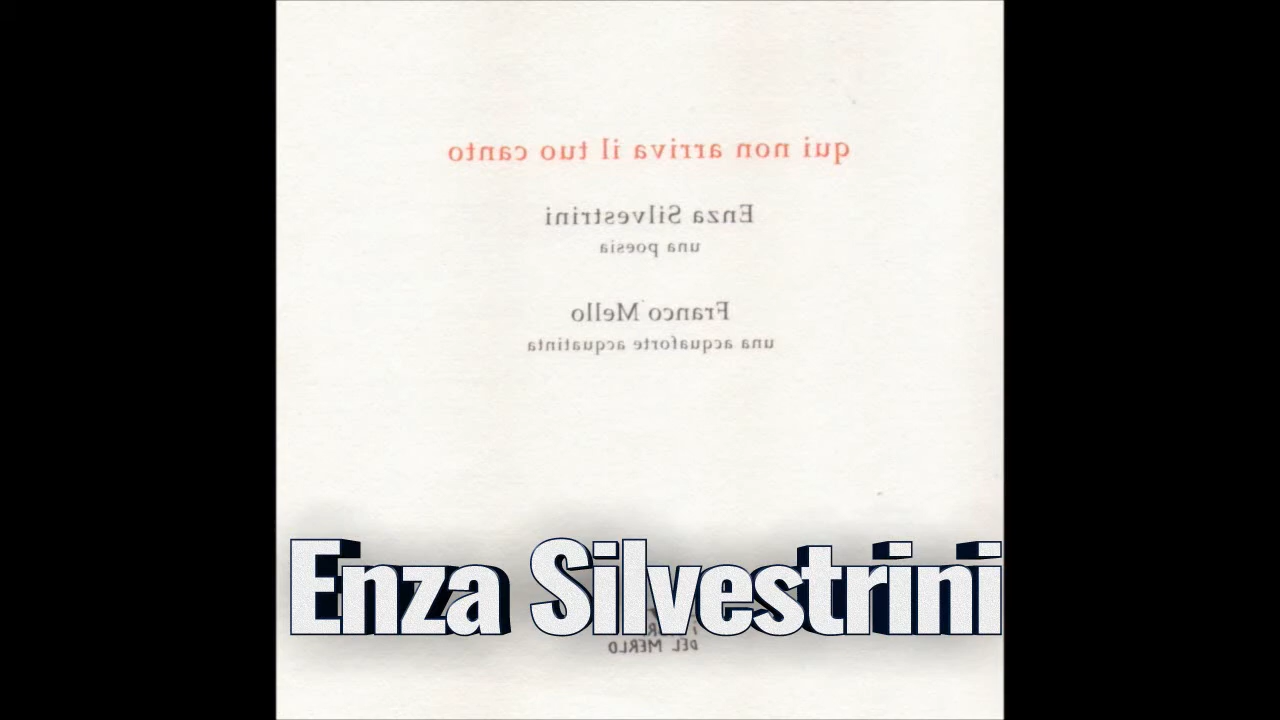 qui non arriva il tuo canto
Enza Silvestrini
una poesia
Franco Mello
una acquaforte acquatinta
Enza Silvestrini
DEL MERLO